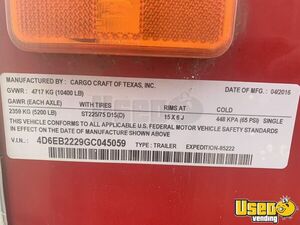 MANUFACTURED BY: CARGO CRAFT OF TEXAS, INC. DATE OF MFD.: 04/2016
GVWR: 4717 KG (10400 LB)
GAWR (EACH AXLE) WITH TIRES RIMS AT COLD
2359 KG (5200 LB) ST225/75 D15(D) 15 X 6 J 448 KPA (65 PSI) SINGLE
THIS VEHICLE CONFORMS TO ALL APPLICABLE U.S. FEDERAL MOTOR VEHICLE SAFETY STANDARDS
IN EFFECT ON THE DATE OF MANUFACTURE SHOWN ABOVE
V.I.N.: 4D6EB2229GC045059 TYPE: TRAILER EXPEDITION-85222